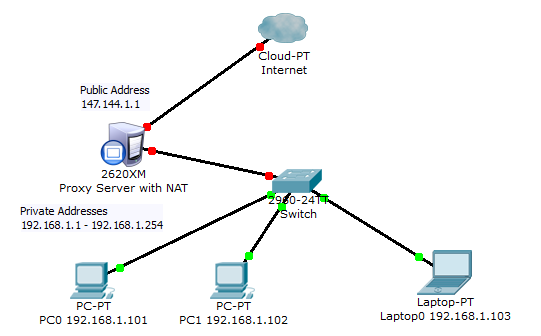 Cloud-PT
Internet
Public Address
147.144.1.1
2620XM
Proxy Server with NAT
2960-24TT
Switch
Private Addresses
192.168.1.1 - 192.168.1.254
PC-PT
PC0 192.168.1.101
PC-PT
PC1 192.168.1.102
Laptop-PT
Laptop0 192.168.1.103